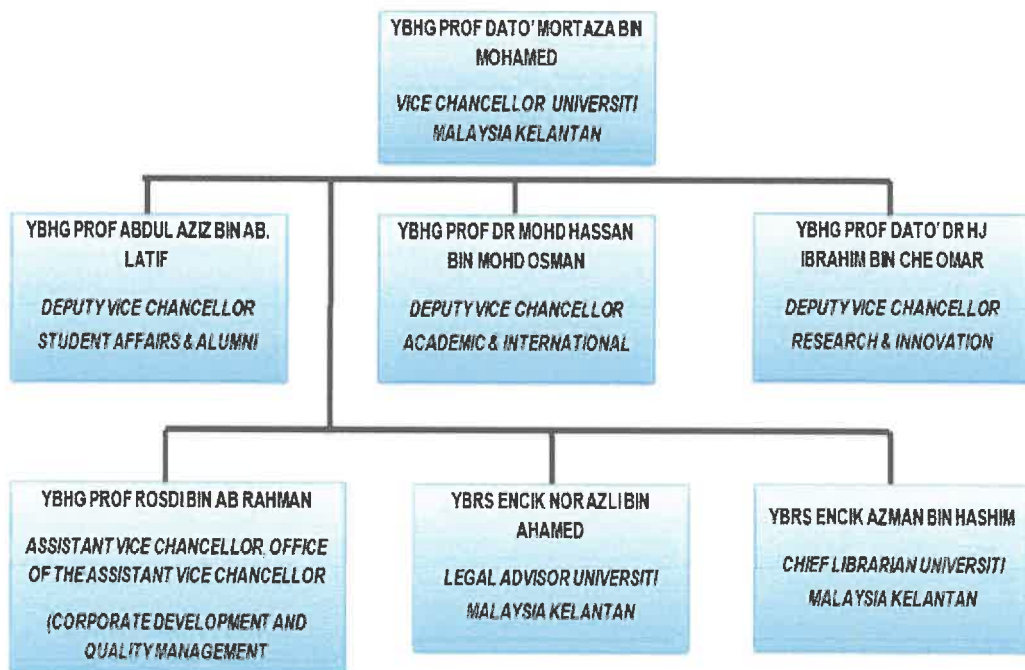 YBHG PROF DATO' MORTAZA BIN
MOHAMED
VICE CHANCELLOR UNIVERSITI
MALAYSIA KELANTAN
YBHG PROF ABDUL AZIZ BIN AB.
LATIF
DEPUTY VICE CHANCELLOR
STUDENT AFFAIRS & ALUMNI
YBHG PROF DR MOHD HASSAN
BIN MOHD OSMAN
DEPUTY VICE CHANCELLOR
ACADEMIC & INTERNATIONAL
YBHG PROF DATO' DR HJ
IBRAHIM BIN CHE OMAR
DEPUTY VICE CHANCELLOR
RESEARCH & INNOVATION
YBHG PROF ROSDI BIN AB RAHMAN
ASSISTANT VICE CHANCELLOR, OFFICE
OF THE ASSISTANT VICE CHANCELLOR
(CORPORATE DEVELOPMENT AND
QUALITY MANAGEMENT
YBRS ENCIK NOR AZLI BIN
AHAMED
LEGAL ADVISOR UNIVERSITI
MALAYSIA KELANTAN
YBRS ENCIK AZMAN BIN HASHIM
CHIEF LIBRARIAN UNIVERSITI
MALAYSIA KELANTAN